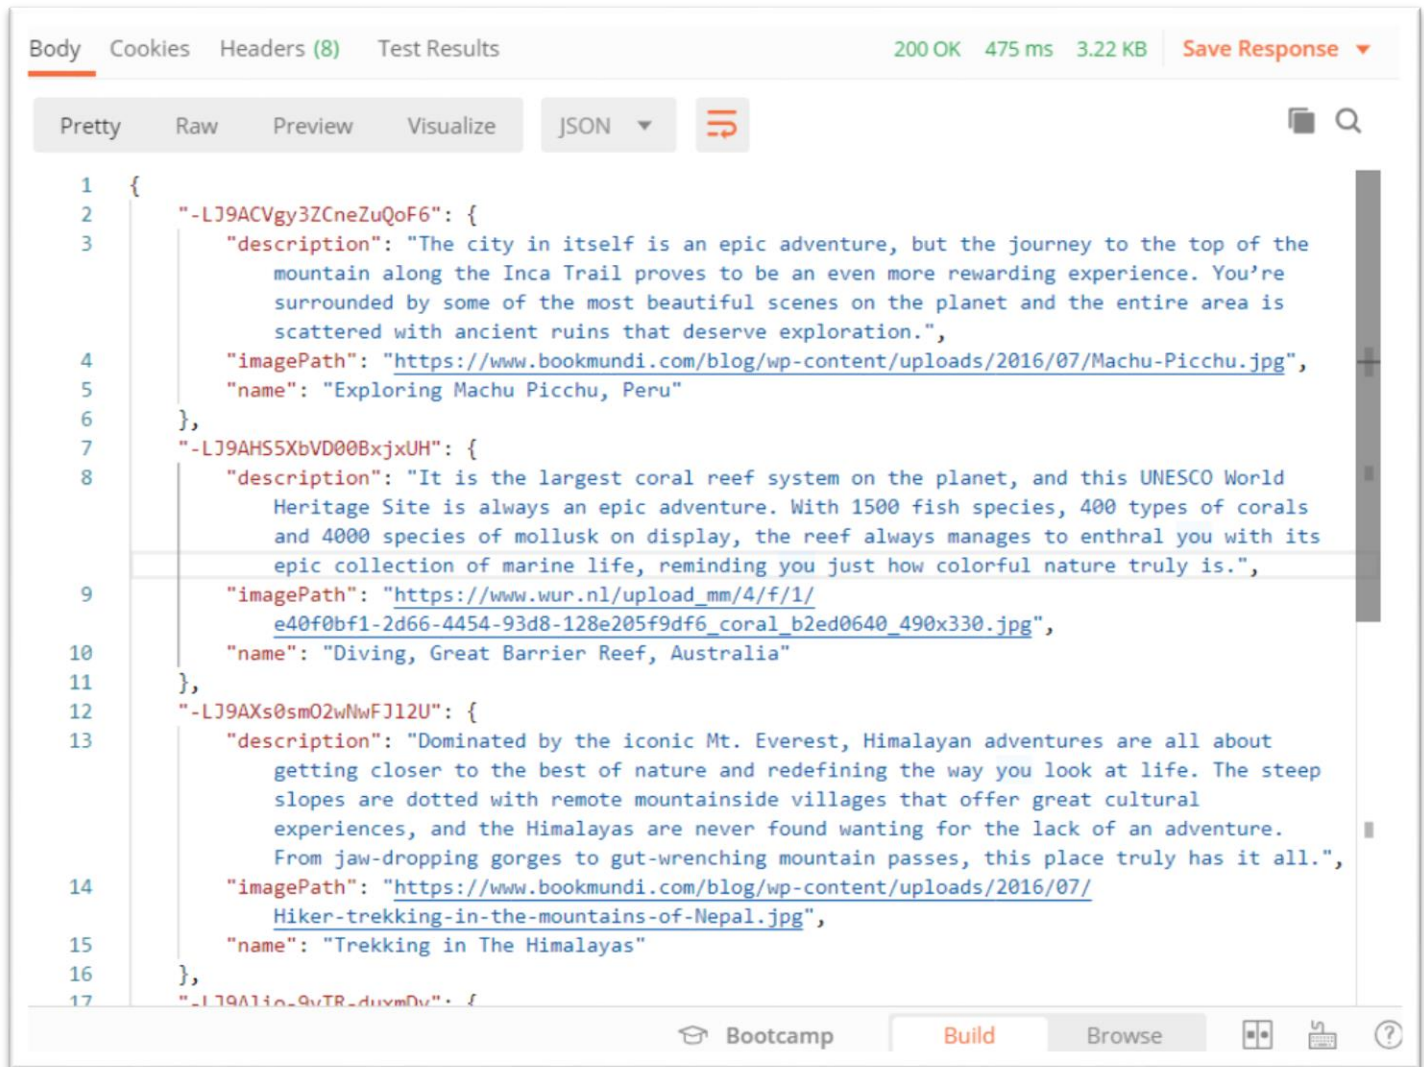 Body Cookies Headers (8) Test Results 200 OK 475 ms 3.22 KB Save Response
Pretty Raw Preview Visualize JSON
1 {
2 "-LJ9ACVgy3ZCneZuQoF6": {
3 "description": "The city in itself is an epic adventure, but the journey to the top of the
mountain along the Inca Trail proves to be an even more rewarding experience. You’re
surrounded by some of the most beautiful scenes on the planet and the entire area is
scattered with ancient ruins that deserve exploration.",
4 "imagePath": "https://www.bookmundi.com/blog/wp-content/uploads/2016/07/Machu-Picchu.jpg",
5 "name": "Exploring Machu Picchu, Peru"
6 },
7 "-LJ9AHS5XbVD00BxjxUH": {
8 "description": "It is the largest coral reef system on the planet, and this UNESCO World
Heritage Site is always an epic adventure. With 1500 fish species, 400 types of corals
and 4000 species of mollusk on display, the reef always manages to enthral you with its
epic collection of marine life, reminding you just how colorful nature truly is.",
9 "imagePath": "https://www.wur.nl/upload_mm/4/f/1/
e40f0bf1-2d66-4454-93d8-128e205f9df6_coral_b2ed0640_490x330.jpg",
10 "name": "Diving, Great Barrier Reef, Australia"
11 },
12 "-LJ9AXs0smO2wNwFJl2U": {
13 "description": "Dominated by the iconic Mt. Everest, Himalayan adventures are all about
getting closer to the best of nature and redefining the way you look at life. The steep
slopes are dotted with remote mountainside villages that offer great cultural
experiences, and the Himalayas are never found wanting for the lack of an adventure.
From jaw-dropping gorges to gut-wrenching mountain passes, this place truly has it all.",
14 "imagePath": "https://www.bookmundi.com/blog/wp-content/uploads/2016/07/
Hiker-trekking-in-the-mountains-of-Nepal.jpg",
15 "name": "Trekking in The Himalayas"
16 },
17
Bootcamp Build Browse